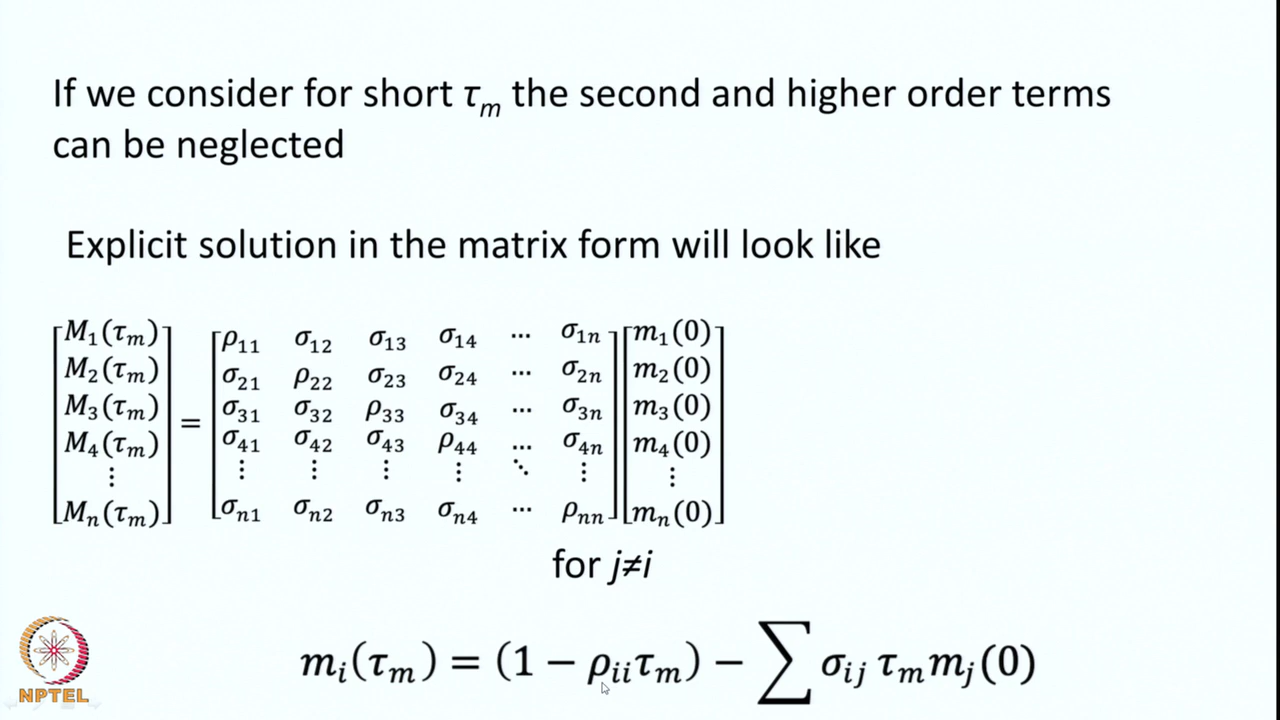 If we consider for short τₘ the second and higher order terms
can be neglected
Explicit solution in the matrix form will look like
[M₁(τₘ) M₂(τₘ) M₃(τₘ) M₄(τₘ) ⋮ Mₙ(τₘ)] = [ρ₁₁ σ₁₂ σ₁₃ σ₁₄ ⋯ σ₁ₙ; σ₂₁ ρ₂₂ σ₂₃ σ₂₄ ⋯ σ₂ₙ; σ₃₁ σ₃₂ ρ₃₃ σ₃₄ ⋯ σ₃ₙ; σ₄₁ σ₄₂ σ₄₃ ρ₄₄ ⋯ σ₄ₙ; ⋮ ⋮ ⋮ ⋮ ⋱ ⋮; σₙ₁ σₙ₂ σₙ₃ σₙ₄ ⋯ ρₙₙ] [m₁(0) m₂(0) m₃(0) m₄(0) ⋮ mₙ(0)]
for j≠i
mᵢ(τₘ) = (1 − ρᵢᵢτₘ) − ∑ σᵢⱼ τₘmⱼ(0)
NPTEL